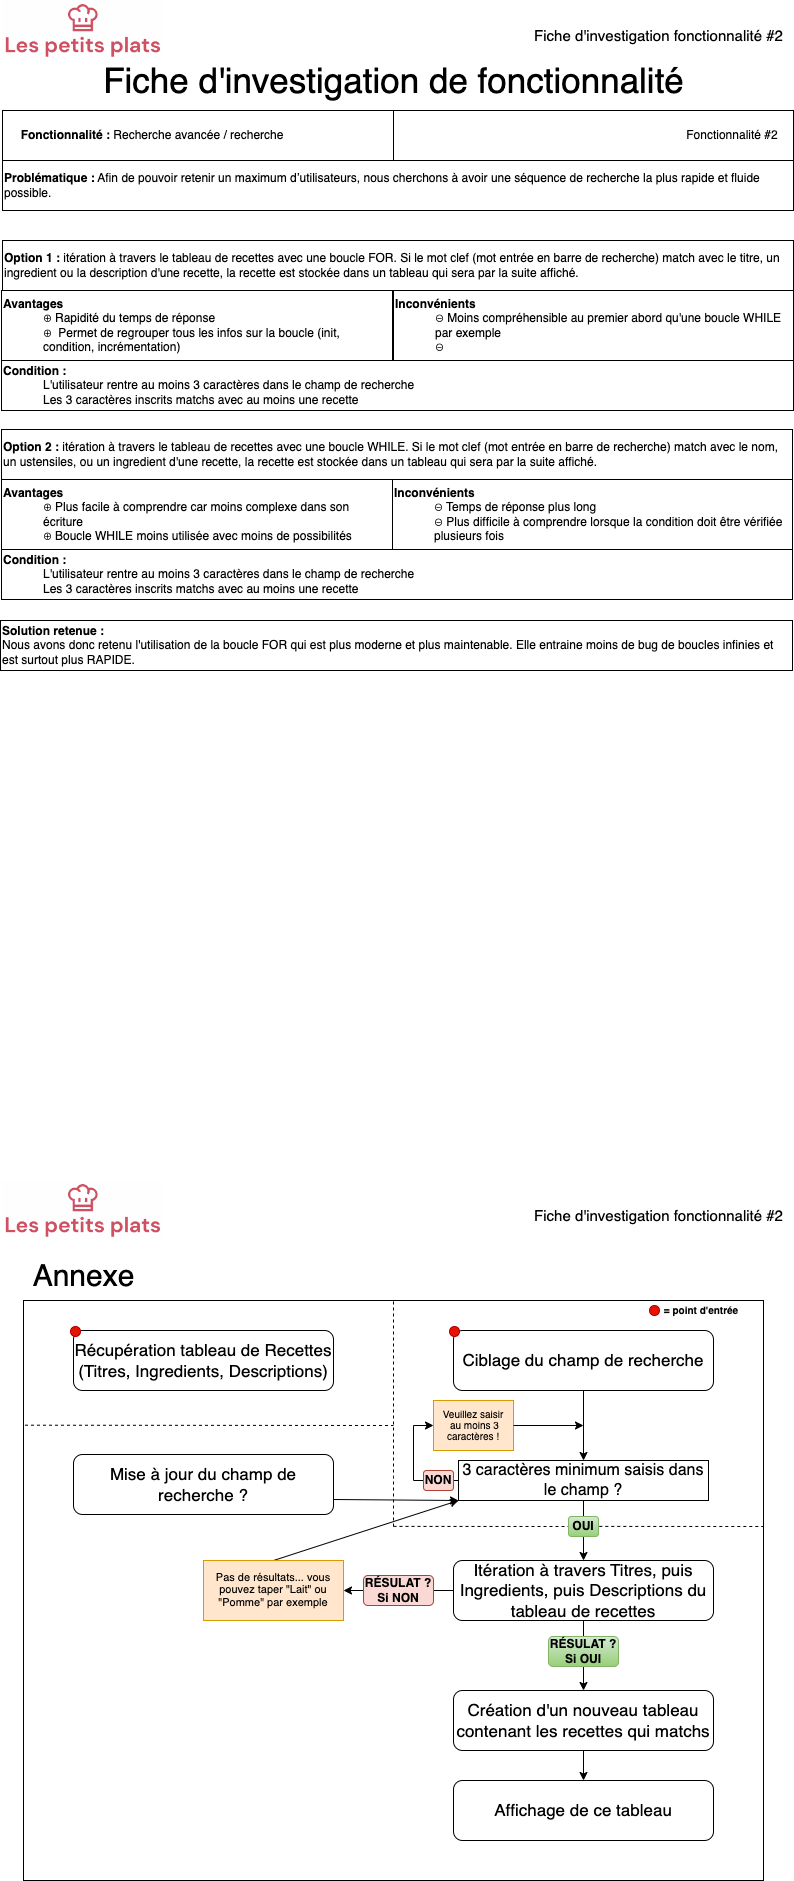 Les petits plats
Fiche d'investigation fonctionnalité #2
Fiche d'investigation de fonctionnalité
Fonctionnalité : Recherche avancée / recherche
Fonctionnalité #2
Problématique : Afin de pouvoir retenir un maximum d'utilisateurs, nous cherchons à avoir une séquence de recherche la plus rapide et fluide
possible.
Option 1 : itération à travers le tableau de recettes avec une boucle FOR. Si le mot clef (mot entrée en barre de recherche) match avec le titre, un
ingredient ou la description d'une recette, la recette est stockée dans un tableau qui sera par la suite affiché.
Avantages
⊕ Rapidité du temps de réponse
⊕ Permet de regrouper tous les infos sur la boucle (init,
condition, incrémentation)
Inconvénients
⊖ Moins compréhensible au premier abord qu'une boucle WHILE
par exemple
⊖
Condition :
L'utilisateur rentre au moins 3 caractères dans le champ de recherche
Les 3 caractères inscrits matchs avec au moins une recette
Option 2 : itération à travers le tableau de recettes avec une boucle WHILE. Si le mot clef (mot entrée en barre de recherche) match avec le nom,
un ustensiles, ou un ingredient d'une recette, la recette est stockée dans un tableau qui sera par la suite affiché.
Avantages
⊕ Plus facile à comprendre car moins complexe dans son
écriture
⊕ Boucle WHILE moins utilisée avec moins de possibilités
Inconvénients
⊖ Temps de réponse plus long
⊖ Plus difficile à comprendre lorsque la condition doit être vérifiée
plusieurs fois
Condition :
L'utilisateur rentre au moins 3 caractères dans le champ de recherche
Les 3 caractères inscrits matchs avec au moins une recette
Solution retenue :
Nous avons donc retenu l'utilisation de la boucle FOR qui est plus moderne et plus maintenable. Elle entraine moins de bug de boucles infinies et
est surtout plus RAPIDE.
Les petits plats
Fiche d'investigation fonctionnalité #2
Annexe
= point d'entrée
Récupération tableau de Recettes
(Titres, Ingredients, Descriptions)
Ciblage du champ de recherche
Veuillez saisir
au moins 3
caractères !
Mise à jour du champ de
recherche ?
NON
3 caractères minimum saisis dans
le champ ?
OUI
Pas de résultats... vous
pouvez taper "Lait" ou
"Pomme" par exemple
RÉSULAT ?
Si NON
Itération à travers Titres, puis
Ingredients, puis Descriptions du
tableau de recettes
RÉSULAT ?
Si OUI
Création d'un nouveau tableau
contenant les recettes qui matchs
Affichage de ce tableau